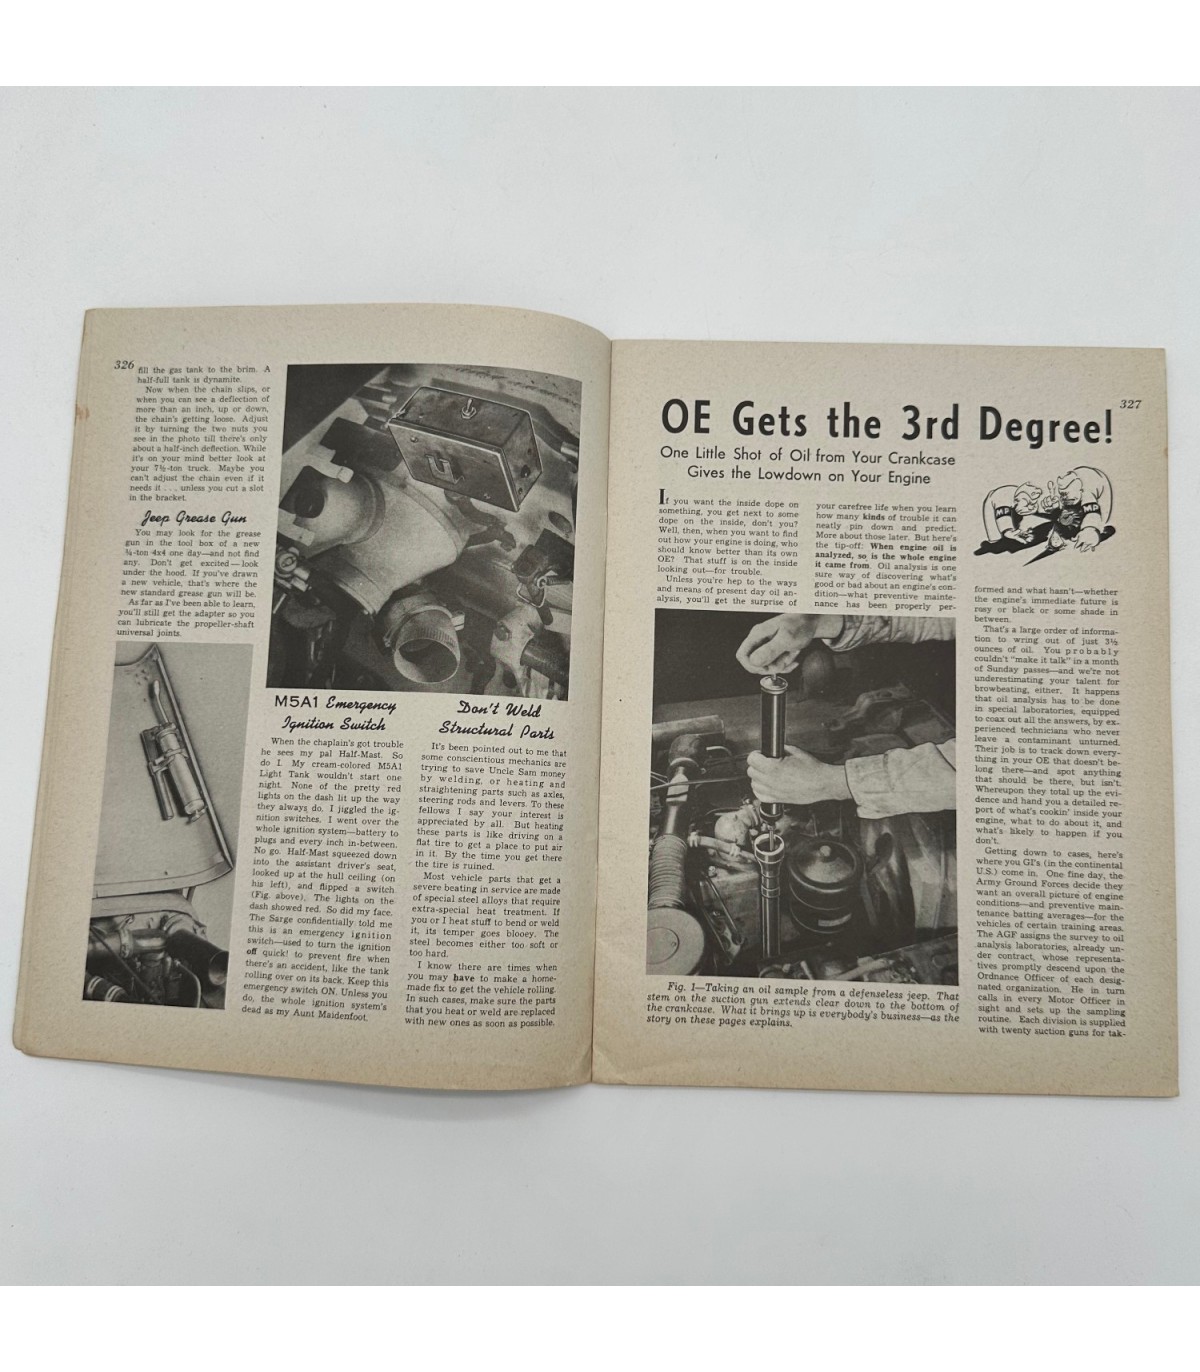 326
fill the gas tank to the brim. A
half-full tank is dynamite.
Now when the chain slips, or
when you can see a deflection of
more than an inch, up or down,
the chain's getting loose. Adjust
it by turning the two nuts you
see in the photo till there's only
about a half-inch deflection. While
it's on your mind better look at
your 7½-ton truck. Maybe you
can't adjust the chain even if it
needs it . . . unless you cut a slot
in the bracket.
Jeep Grease Gun
You may look for the grease
gun in the tool box of a new
¼-ton 4x4 one day—and not find
any. Don't get excited—look
under the hood. If you've drawn
a new vehicle, that's where the
new standard grease gun will be.
As far as I've been able to learn,
you'll still get the adapter so you
can lubricate the propeller-shaft
universal joints.
M5A1 Emergency
Ignition Switch
When the chaplain's got trouble
he sees my pal Half-Mast. So
do I. My cream-colored M5A1
Light Tank wouldn't start one
night. None of the pretty red
lights on the dash lit up the way
they always do. I jiggled the ig-
nition switches. I went over the
whole ignition system—battery to
plugs and every inch in-between.
No go. Half-Mast squeezed down
into the assistant driver's seat,
looked up at the hull ceiling (on
his left), and flipped a switch
(Fig. above). The lights on the
dash showed red. So did my face.
The Sarge confidentially told me
this is an emergency ignition
switch—used to turn the ignition
off quick! to prevent fire when
there's an accident, like the tank
rolling over on its back. Keep this
emergency switch ON. Unless you
do, the whole ignition system's
dead as my Aunt Maidenfoot.
Don't Weld
Structural Parts
It's been pointed out to me that
some conscientious mechanics are
trying to save Uncle Sam money
by welding, or heating and
straightening parts such as axles,
steering rods and levers. To these
fellows I say your interest is
appreciated by all. But heating
these parts is like driving on a
flat tire to get a place to put air
in it. By the time you get there
the tire is ruined.
Most vehicle parts that get a
severe beating in service are made
of special steel alloys that require
extra-special heat treatment. If
you or I heat stuff to bend or weld
it, its temper goes blooey. The
steel becomes either too soft or
too hard.
I know there are times when
you may have to make a home-
made fix to get the vehicle rolling.
In such cases, make sure the parts
that you heat or weld are replaced
with new ones as soon as possible.
327
OE Gets the 3rd Degree!
One Little Shot of Oil from Your Crankcase
Gives the Lowdown on Your Engine
If you want the inside dope on
something, you get next to some
dope on the inside, don't you?
Well, then, when you want to find
out how your engine is doing, who
should know better than its own
OE? That stuff is on the inside
looking out—for trouble.
Unless you're hep to the ways
and means of present day oil an-
alysis, you'll get the surprise of
your carefree life when you learn
how many kinds of trouble it can
neatly pin down and predict.
More about those later. But here's
the tip-off: When engine oil is
analyzed, so is the whole engine
it came from. Oil analysis is one
sure way of discovering what's
good or bad about an engine's con-
dition—what preventive mainte-
nance has been properly per-
MP
MP
formed and what hasn't—whether
the engine's immediate future is
rosy or black or some shade in
between.
That's a large order of informa-
tion to wring out of just 3½
ounces of oil. You probably
couldn't "make it talk" in a month
of Sunday passes—and we're not
underestimating your talent for
browbeating, either. It happens
that oil analysis has to be done
in special laboratories, equipped
to coax out all the answers, by ex-
perienced technicians who never
leave a contaminant unturned.
Their job is to track down every-
thing in your OE that doesn't be-
long there—and spot anything
that should be there, but isn't.
Whereupon they total up the evi-
dence and hand you a detailed re-
port of what's cookin' inside your
engine, what to do about it, and
what's likely to happen if you
don't.
Getting down to cases, here's
where you GI's (in the continental
U.S.) come in. One fine day, the
Army Ground Forces decide they
want an overall picture of engine
conditions—and preventive main-
tenance batting averages—for the
vehicles of certain training areas.
The AGF assigns the survey to oil
analysis laboratories, already un-
der contract, whose representa-
tives promptly descend upon the
Ordnance Officer of each desig-
nated organization. He in turn
calls in every Motor Officer in
sight and sets up the sampling
routine. Each division is supplied
with twenty suction guns for tak-
Fig. 1—Taking an oil sample from a defenseless jeep. That
stem on the suction gun extends clear down to the bottom of
the crankcase. What it brings up is everybody's business—as the
story on these pages explains.